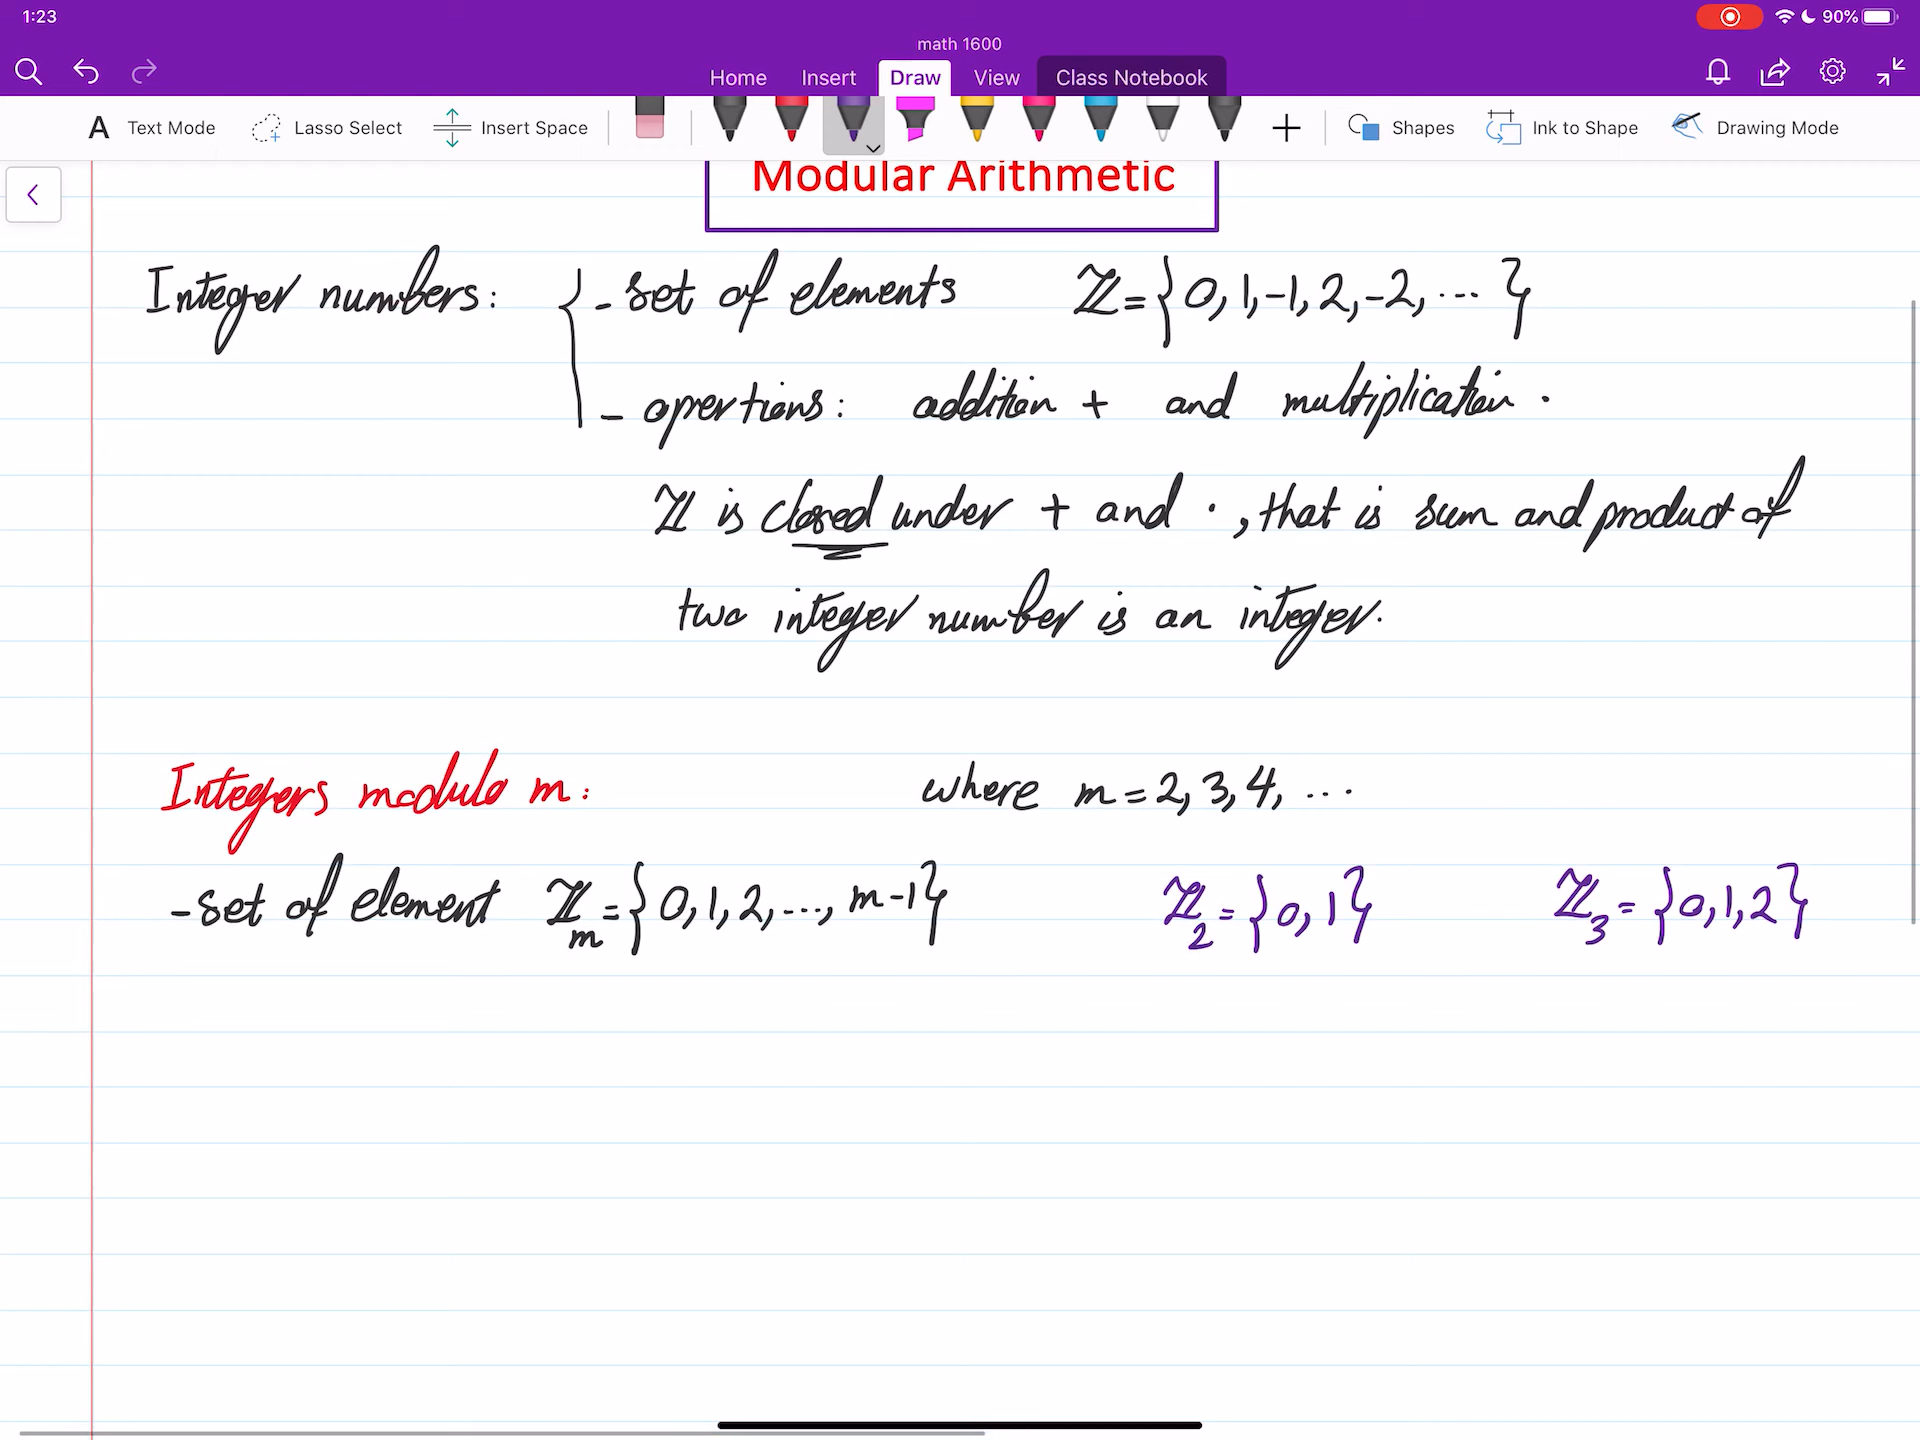 1:23
90%
math 1600
Home Insert Draw View Class Notebook
A Text Mode Lasso Select Insert Space Shapes Ink to Shape Drawing Mode
Modular Arithmetic
Integer numbers: { - set of elements ℤ = {0, 1, -1, 2, -2, ... }
- opertions: addition + and multiplication ·
ℤ is closed under + and ·, that is sum and product of
two integer number is an integer.
Integers modulo m: where m = 2, 3, 4, ...
- set of element ℤ_m = {0, 1, 2, ..., m-1} ℤ_2 = {0, 1} ℤ_3 = {0, 1, 2}